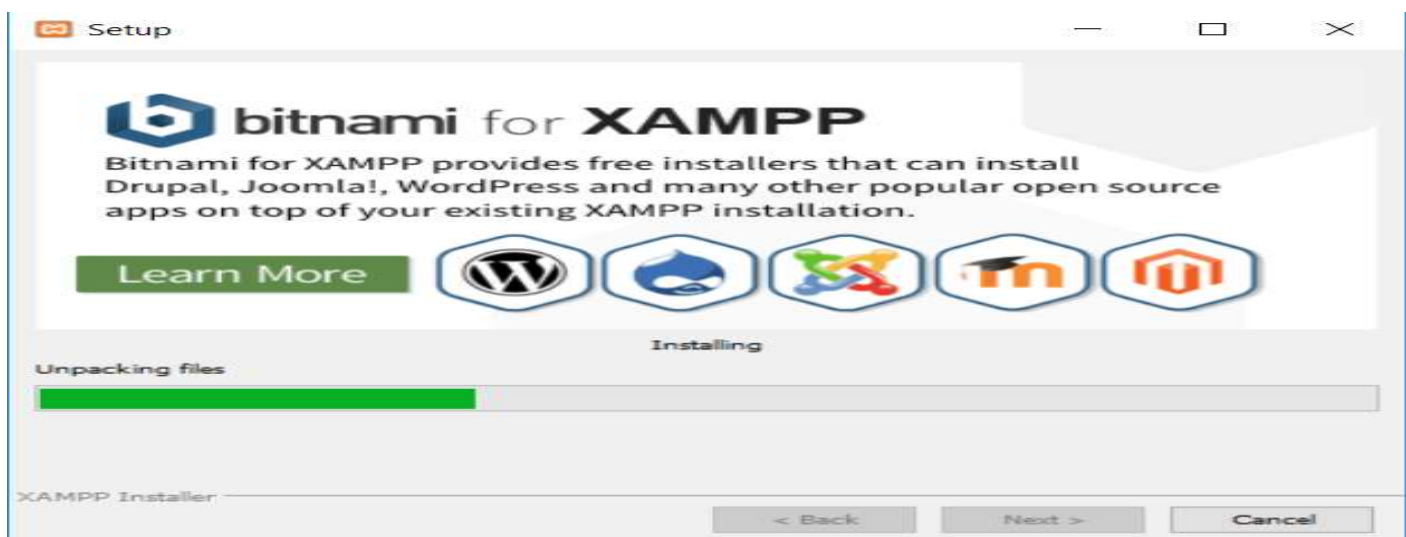 Setup
bitnami for XAMPP
Bitnami for XAMPP provides free installers that can install
Drupal, Joomla!, WordPress and many other popular open source
apps on top of your existing XAMPP installation.
Learn More
Installing
Unpacking files
XAMPP Installer
< Back Next > Cancel